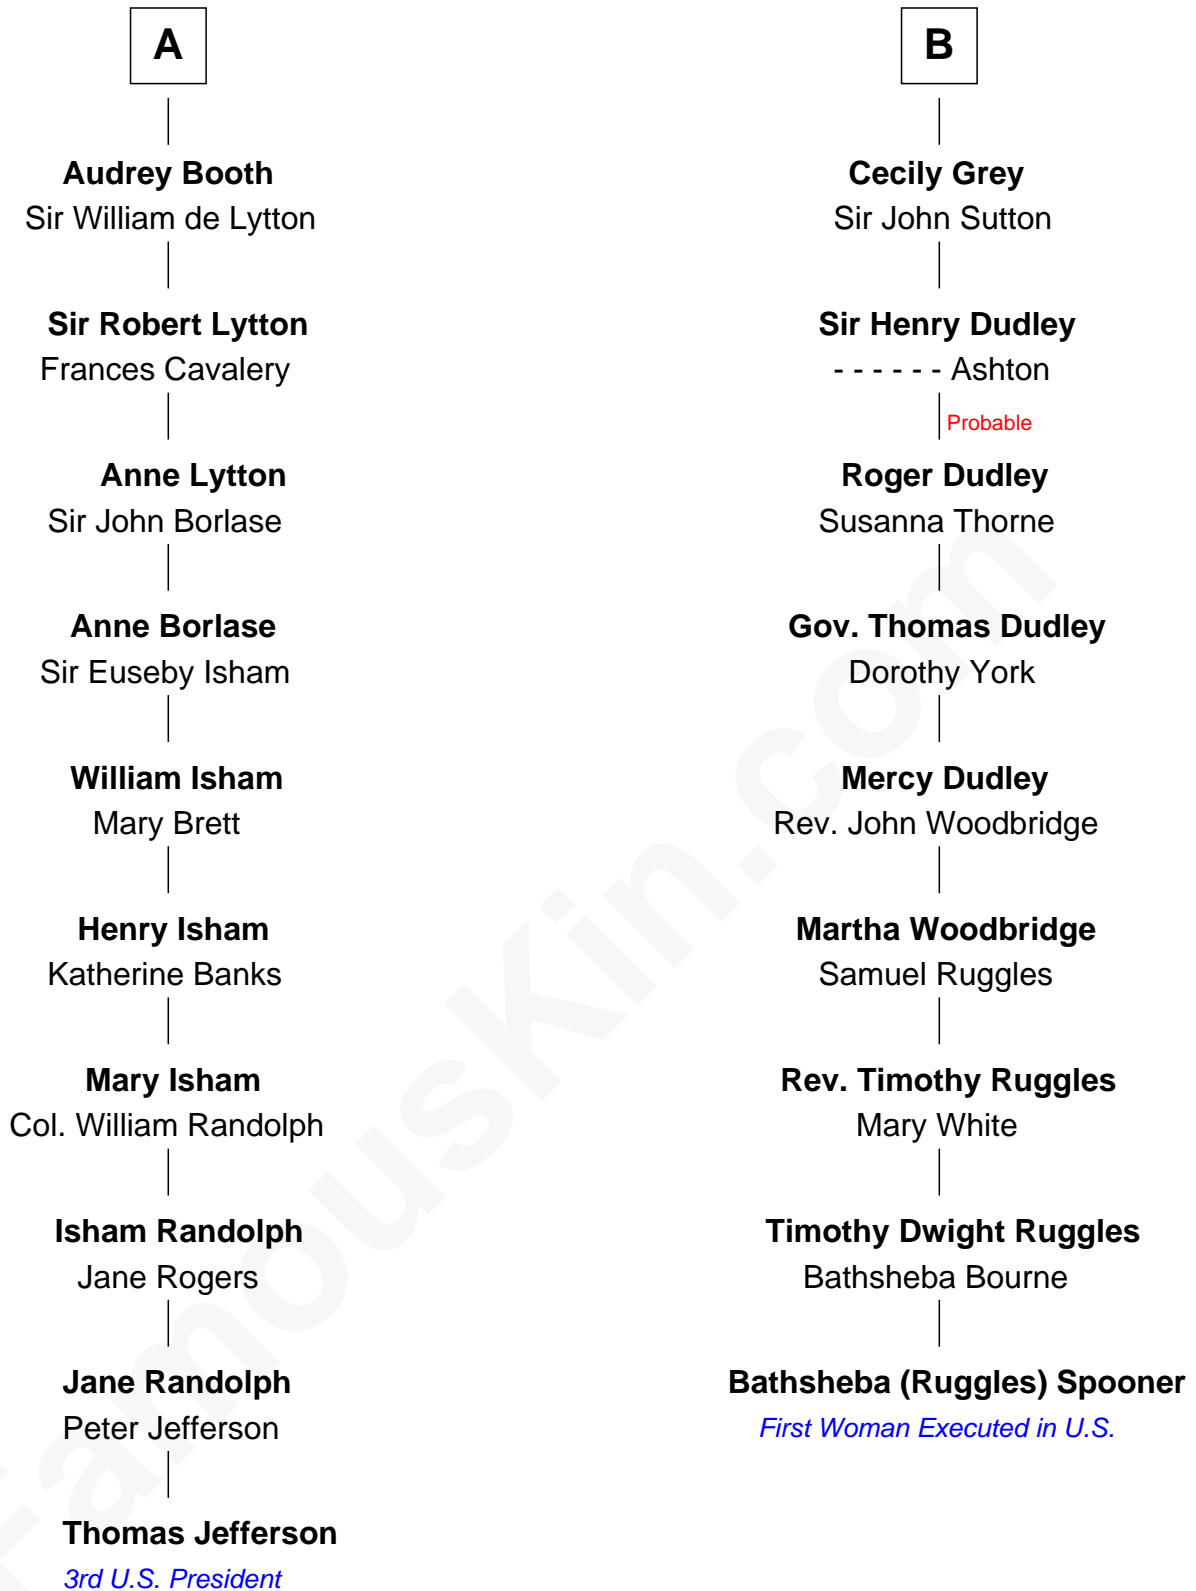 A
Audrey Booth
Sir William de Lytton
Sir Robert Lytton
Frances Cavalery
Anne Lytton
Sir John Borlase
Anne Borlase
Sir Euseby Isham
William Isham
Mary Brett
Henry Isham
Katherine Banks
Mary Isham
Col. William Randolph
Isham Randolph
Jane Rogers
Jane Randolph
Peter Jefferson
Thomas Jefferson
3rd U.S. President
B
Cecily Grey
Sir John Sutton
Sir Henry Dudley
- - - - - - Ashton
Probable
Roger Dudley
Susanna Thorne
Gov. Thomas Dudley
Dorothy York
Mercy Dudley
Rev. John Woodbridge
Martha Woodbridge
Samuel Ruggles
Rev. Timothy Ruggles
Mary White
Timothy Dwight Ruggles
Bathsheba Bourne
Bathsheba (Ruggles) Spooner
First Woman Executed in U.S.
FamousKin.com